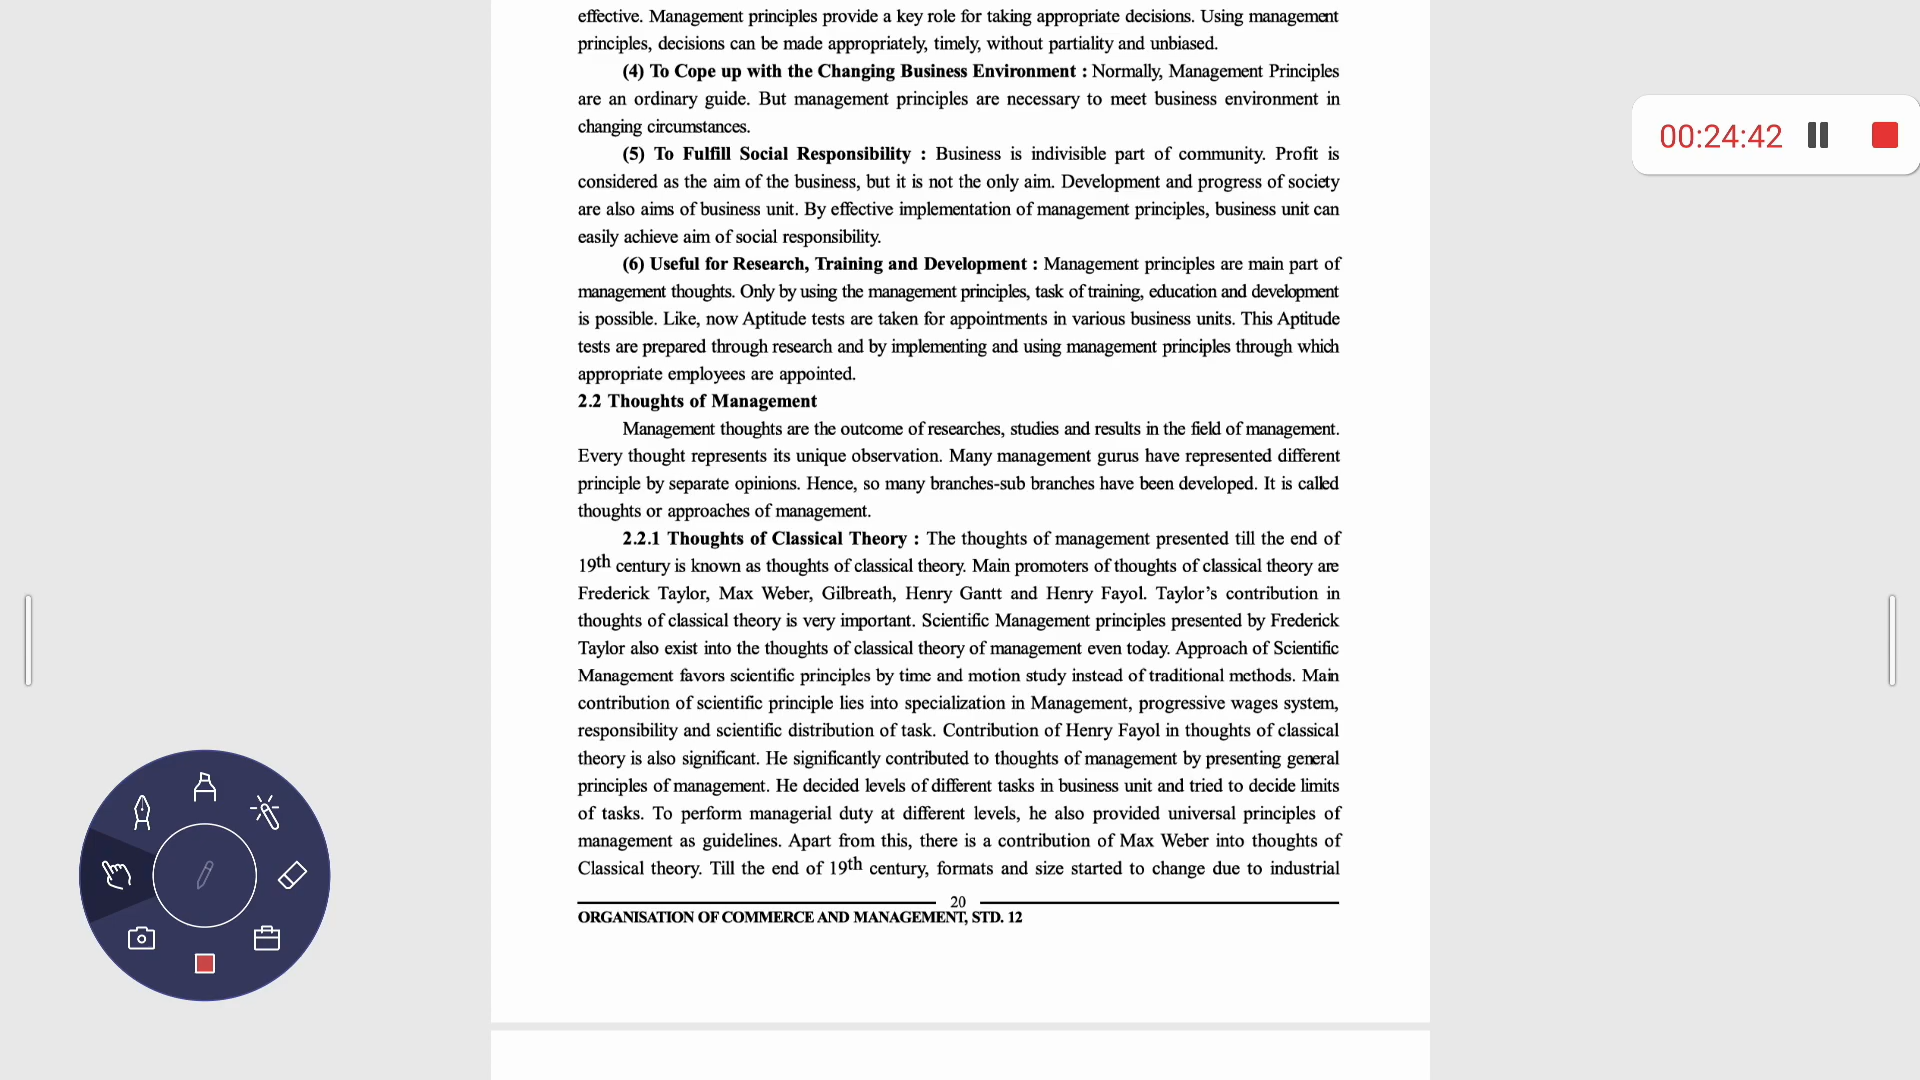 effective. Management principles provide a key role for taking appropriate decisions. Using management
principles, decisions can be made appropriately, timely, without partiality and unbiased.
(4) To Cope up with the Changing Business Environment : Normally, Management Principles
are an ordinary guide. But management principles are necessary to meet business environment in
changing circumstances.
(5) To Fulfill Social Responsibility : Business is indivisible part of community. Profit is
considered as the aim of the business, but it is not the only aim. Development and progress of society
are also aims of business unit. By effective implementation of management principles, business unit can
easily achieve aim of social responsibility.
(6) Useful for Research, Training and Development : Management principles are main part of
management thoughts. Only by using the management principles, task of training, education and development
is possible. Like, now Aptitude tests are taken for appointments in various business units. This Aptitude
tests are prepared through research and by implementing and using management principles through which
appropriate employees are appointed.
2.2 Thoughts of Management
Management thoughts are the outcome of researches, studies and results in the field of management.
Every thought represents its unique observation. Many management gurus have represented different
principle by separate opinions. Hence, so many branches-sub branches have been developed. It is called
thoughts or approaches of management.
2.2.1 Thoughts of Classical Theory : The thoughts of management presented till the end of
19th century is known as thoughts of classical theory. Main promoters of thoughts of classical theory are
Frederick Taylor, Max Weber, Gilbreath, Henry Gantt and Henry Fayol. Taylor's contribution in
thoughts of classical theory is very important. Scientific Management principles presented by Frederick
Taylor also exist into the thoughts of classical theory of management even today. Approach of Scientific
Management favors scientific principles by time and motion study instead of traditional methods. Main
contribution of scientific principle lies into specialization in Management, progressive wages system,
responsibility and scientific distribution of task. Contribution of Henry Fayol in thoughts of classical
theory is also significant. He significantly contributed to thoughts of management by presenting general
principles of management. He decided levels of different tasks in business unit and tried to decide limits
of tasks. To perform managerial duty at different levels, he also provided universal principles of
management as guidelines. Apart from this, there is a contribution of Max Weber into thoughts of
Classical theory. Till the end of 19th century, formats and size started to change due to industrial
20
ORGANISATION OF COMMERCE AND MANAGEMENT, STD. 12
00:24:42